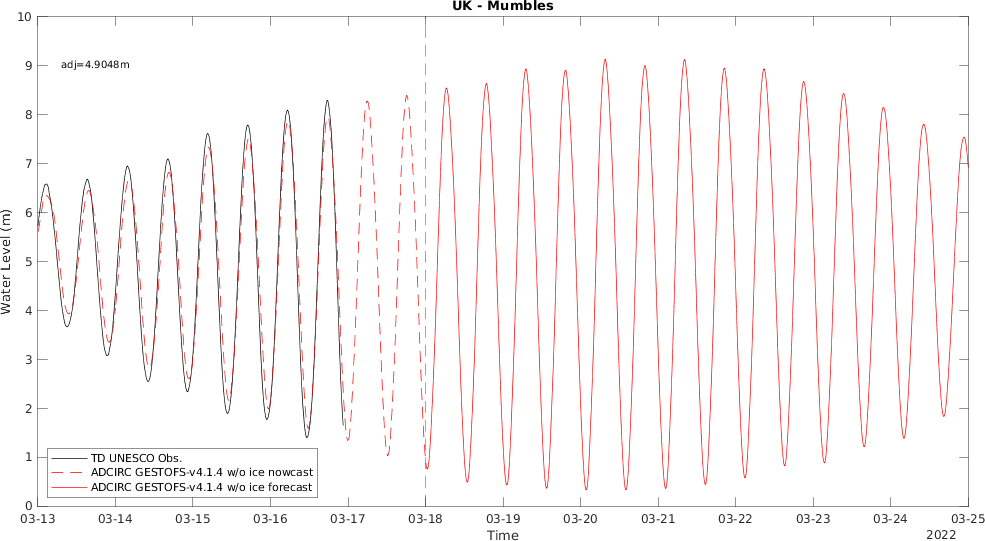 UK - Mumbles
adj=4.9048m
Water Level (m)
10
9
8
7
6
5
4
3
2
1
0
TD UNESCO Obs.
ADCIRC GESTOFS-v4.1.4 w/o ice nowcast
ADCIRC GESTOFS-v4.1.4 w/o ice forecast
03-13 03-14 03-15 03-16 03-17 03-18 03-19 03-20 03-21 03-22 03-23 03-24 03-25
Time
2022